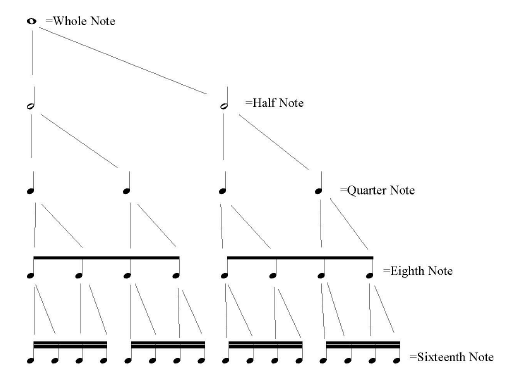 =Whole Note
=Half Note
=Quarter Note
=Eighth Note
=Sixteenth Note